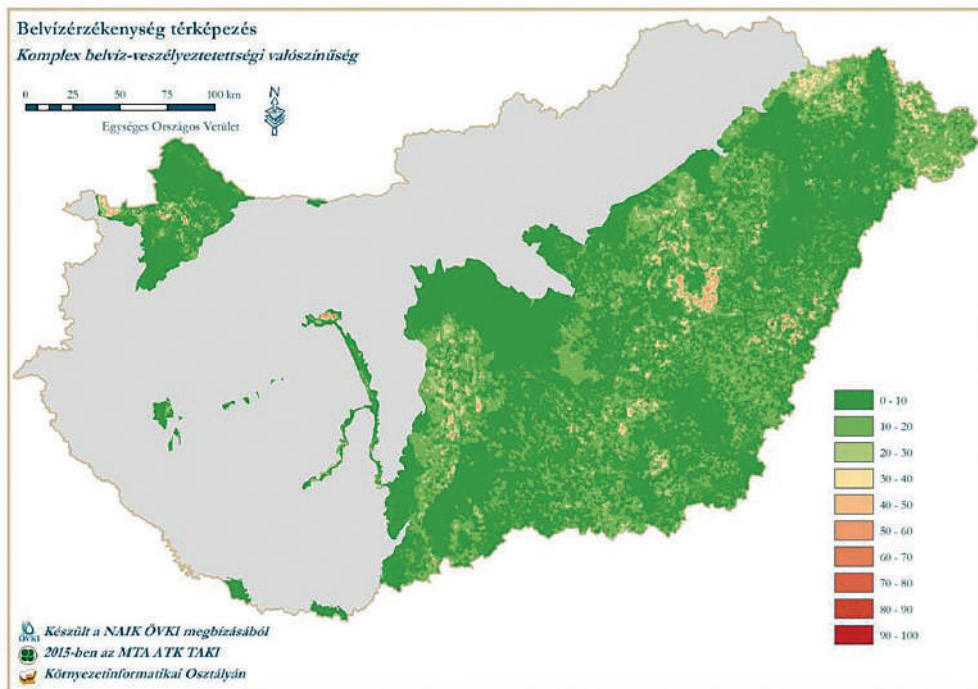 Belvízérzékenység térképezés
Komplex belvíz-veszélyeztetettségi valószínűség
0 25 50 75 100 km
N
Egységes Országos Vetület
0 - 10
10 - 20
20 - 30
30 - 40
40 - 50
50 - 60
60 - 70
70 - 80
80 - 90
90 - 100
ÖVKI
Készült a NAIK ÖVKI megbízásából
2015-ben az MTA ATK TAKI
Környezetinformatikai Osztályán